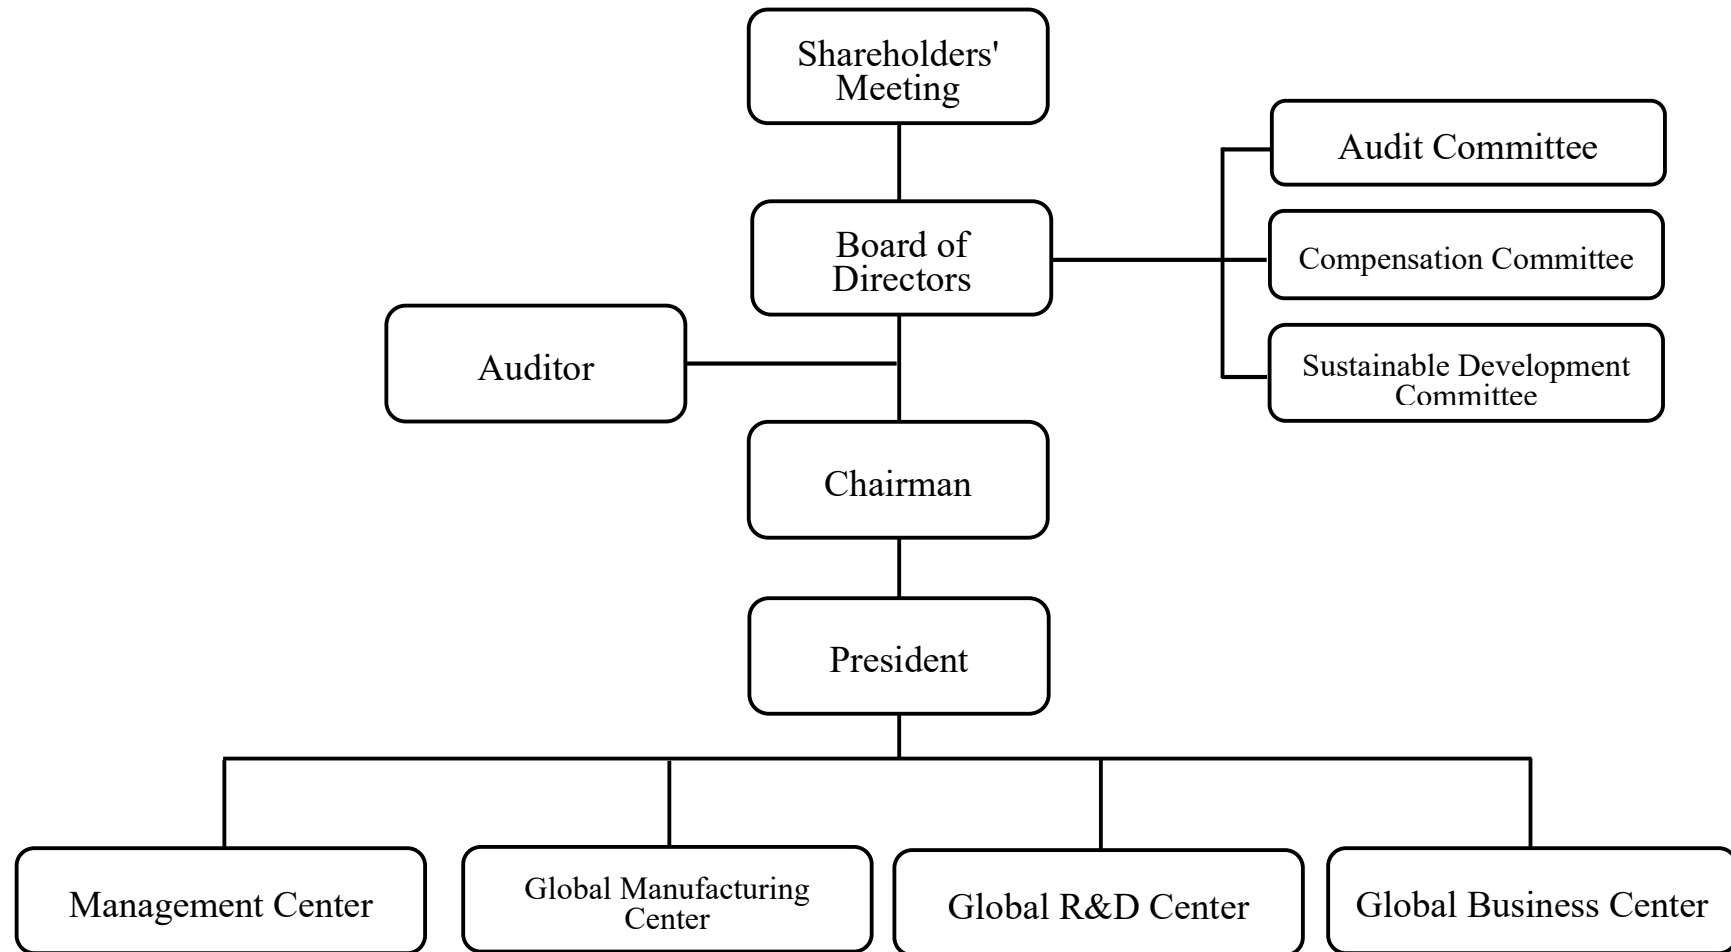 Shareholders'
Meeting
Audit Committee
Board of
Directors
Compensation Committee
Auditor
Sustainable Development
Committee
Chairman
President
Management Center
Global Manufacturing
Center
Global R&D Center
Global Business Center